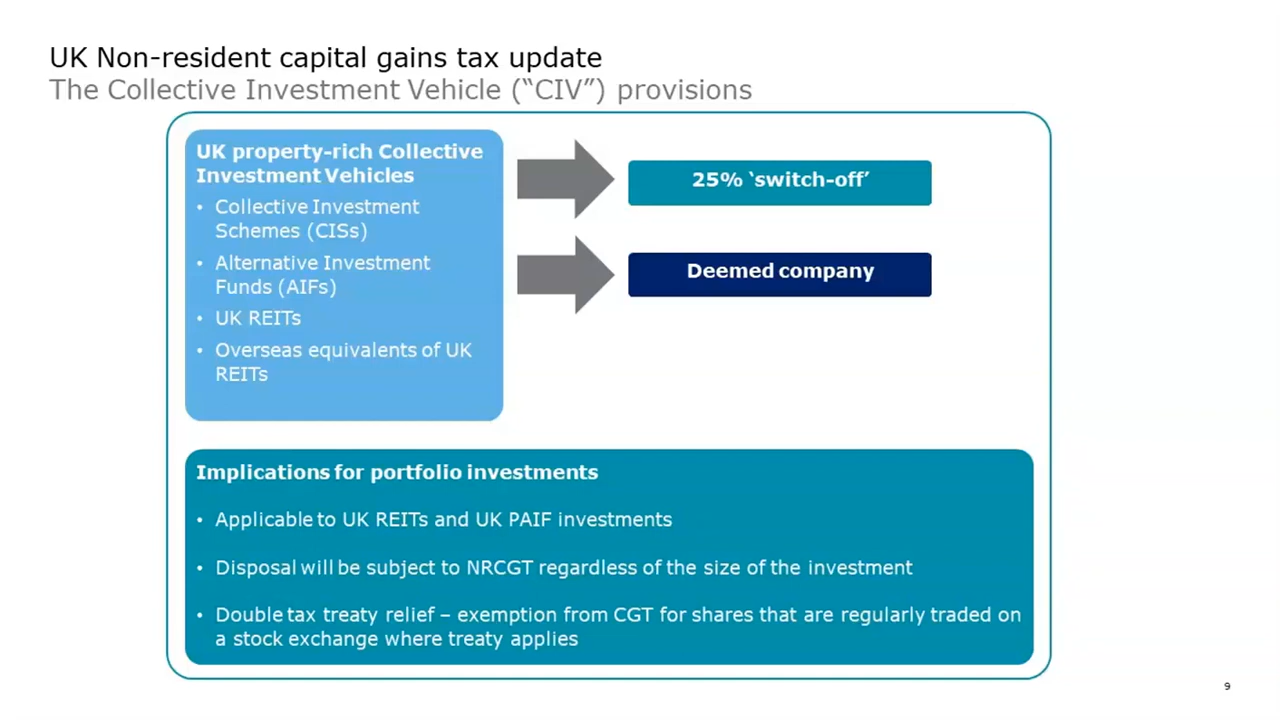 UK Non-resident capital gains tax update
The Collective Investment Vehicle (“CIV”) provisions
UK property-rich Collective
Investment Vehicles
• Collective Investment
Schemes (CISs)
• Alternative Investment
Funds (AIFs)
• UK REITs
• Overseas equivalents of UK
REITs
25% ‘switch-off’
Deemed company
Implications for portfolio investments
• Applicable to UK REITs and UK PAIF investments
• Disposal will be subject to NRCGT regardless of the size of the investment
• Double tax treaty relief – exemption from CGT for shares that are regularly traded on
a stock exchange where treaty applies
9